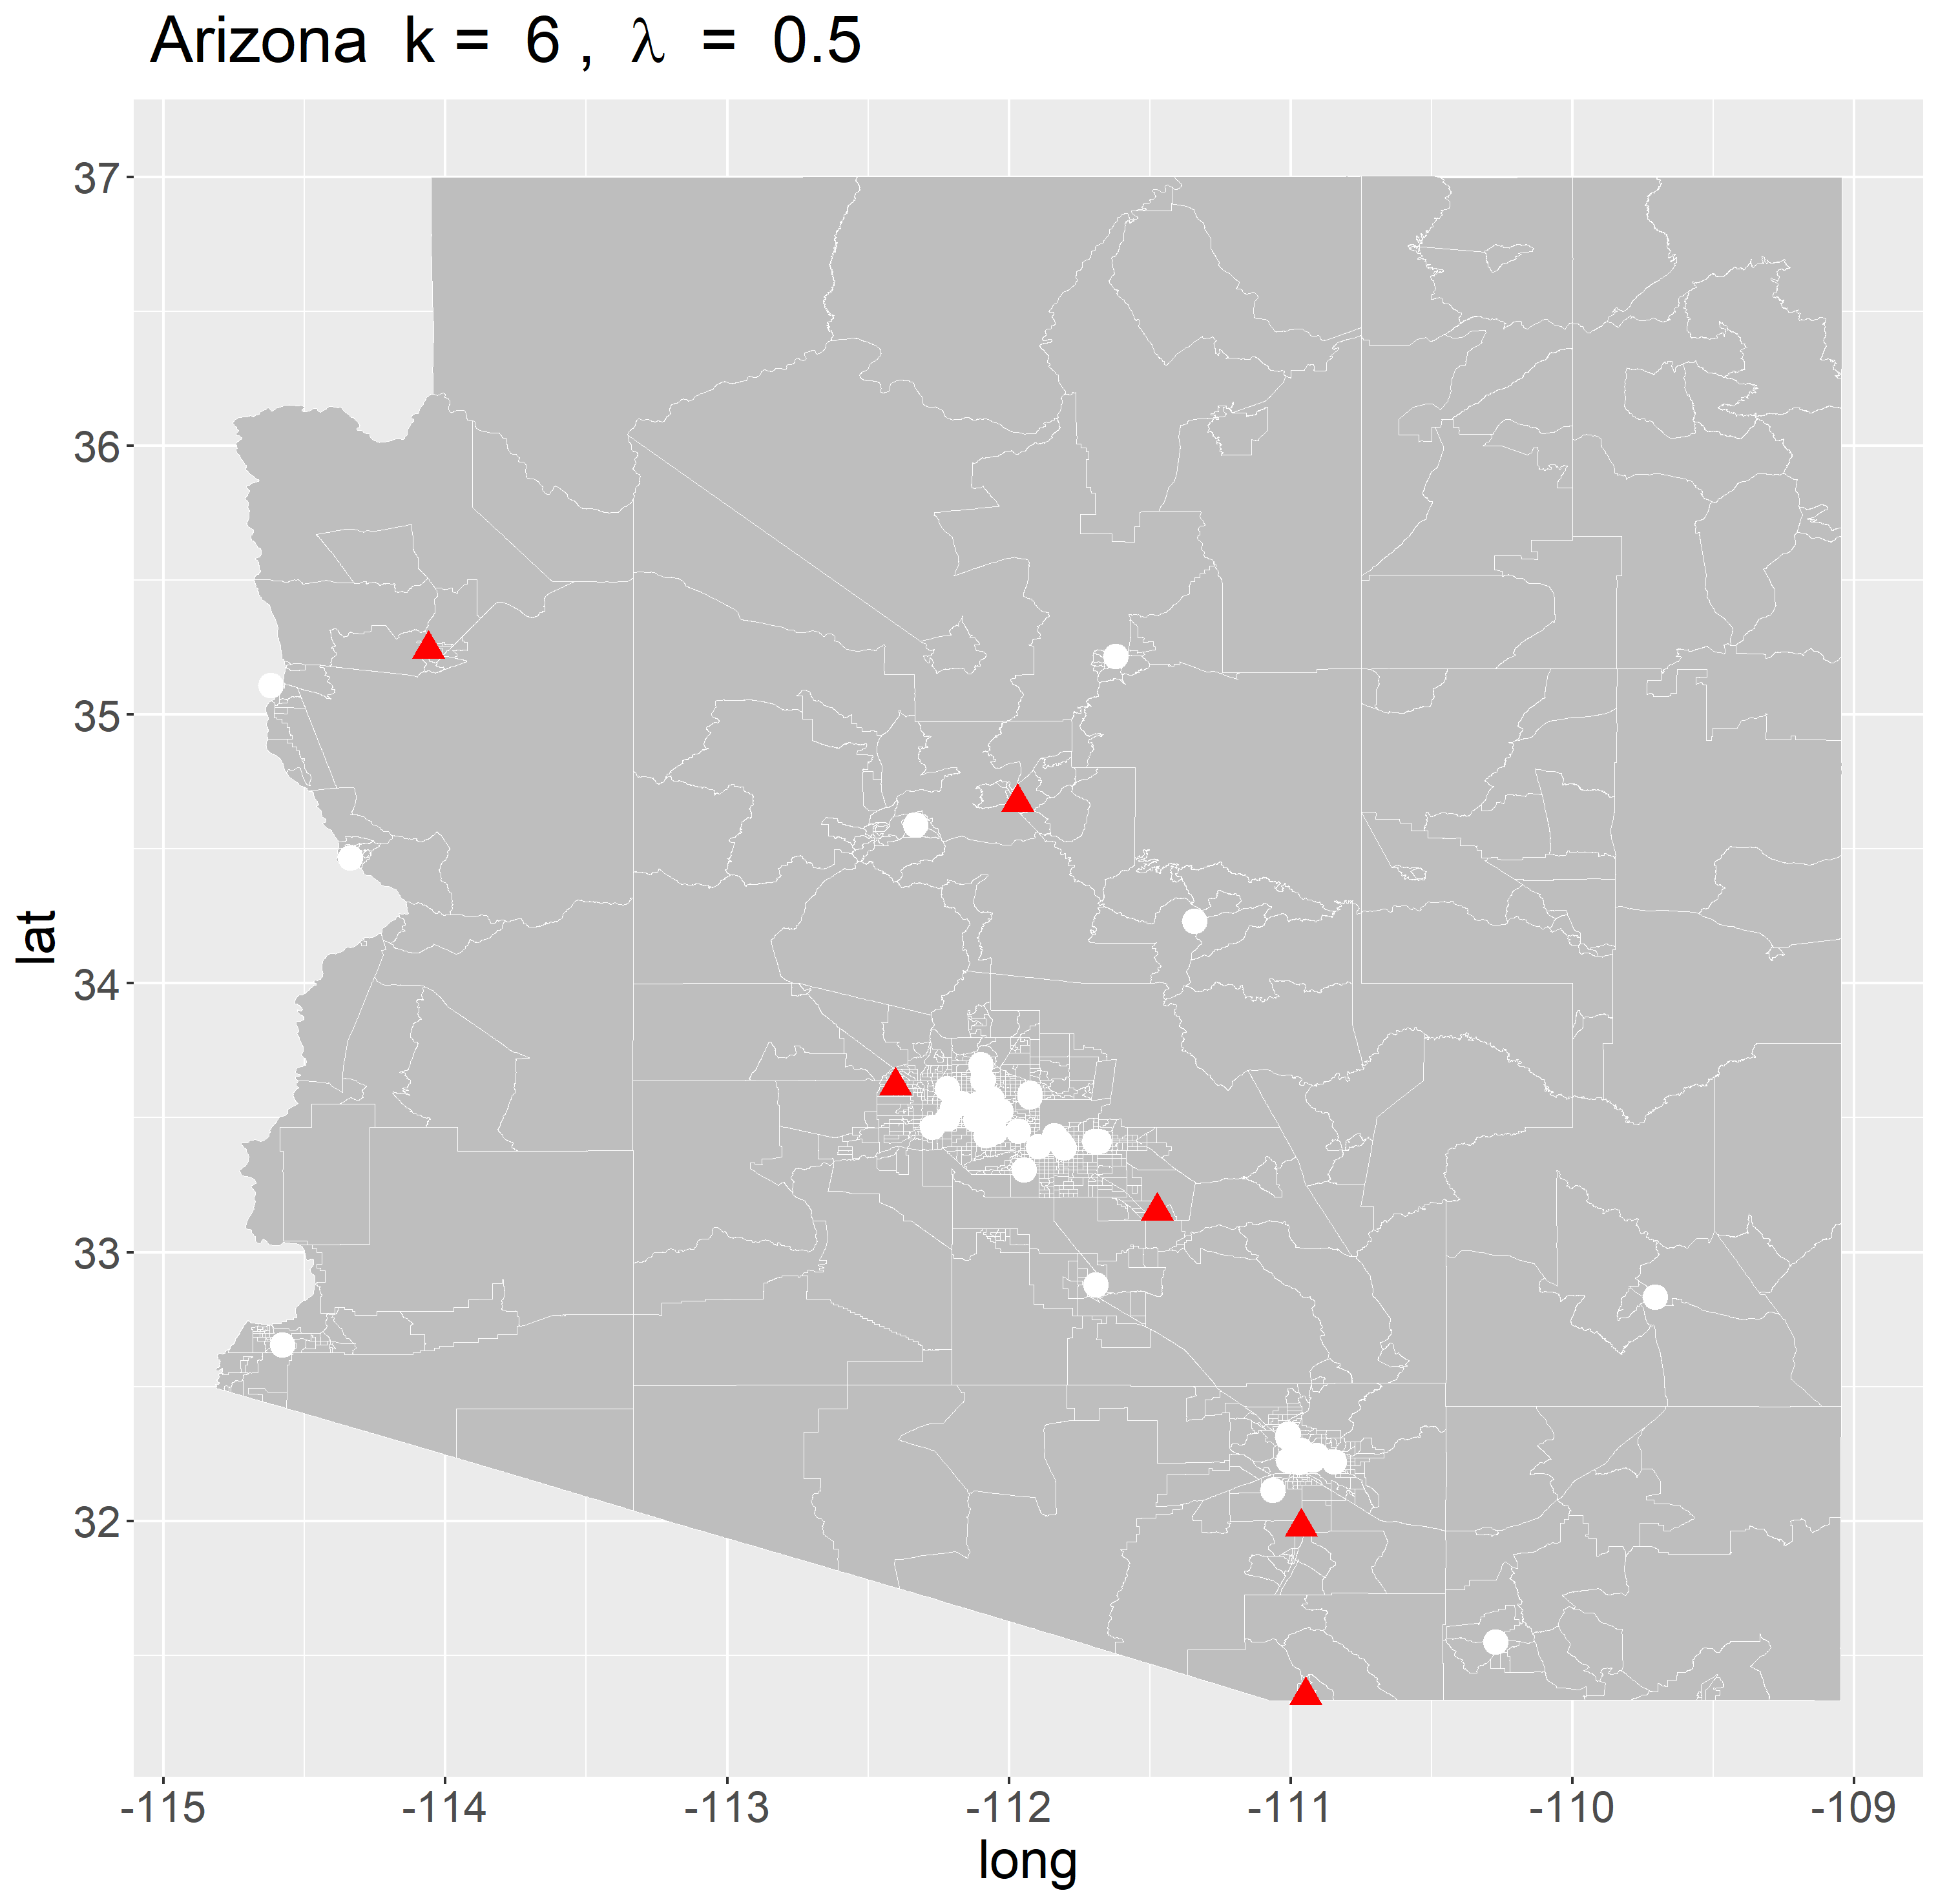 Arizona k = 6 , λ = 0.5
37
36
35
34
33
32
lat
-115 -114 -113 -112 -111 -110 -109
long